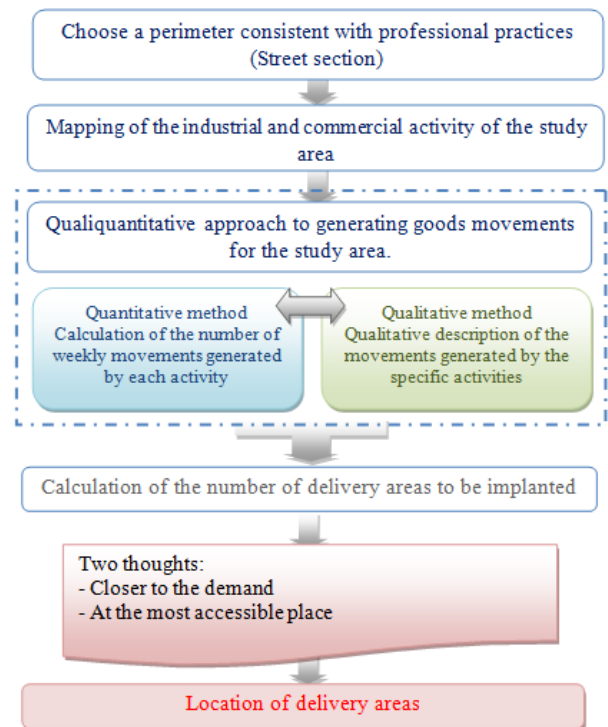 Choose a perimeter consistent with professional practices
(Street section)
Mapping of the industrial and commercial activity of the study
area
Qualiquantitative approach to generating goods movements
for the study area.
Quantitative method
Calculation of the number of
weekly movements generated
by each activity
Qualitative method
Qualitative description of the
movements generated by the
specific activities
Calculation of the number of delivery areas to be implanted
Two thoughts:
- Closer to the demand
- At the most accessible place
Location of delivery areas